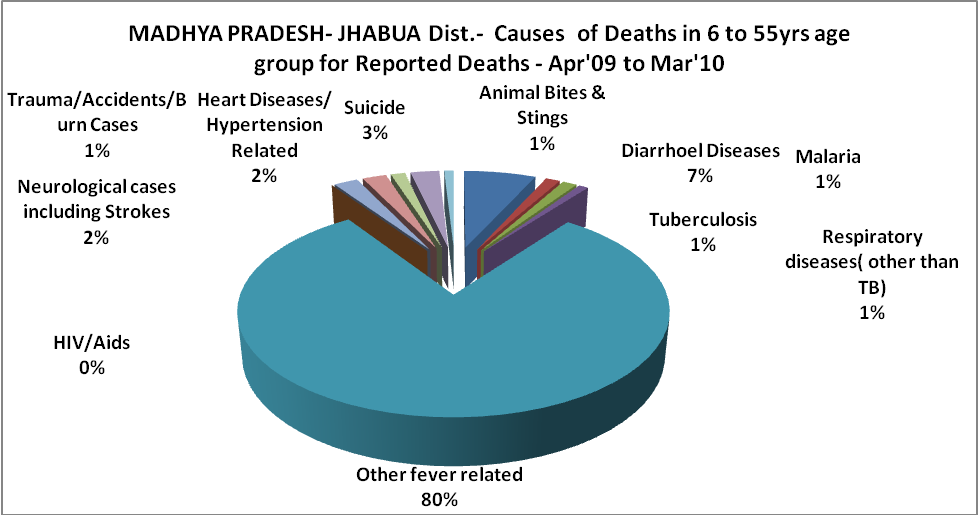 MADHYA PRADESH- JHABUA Dist.- Causes of Deaths in 6 to 55yrs age
group for Reported Deaths - Apr'09 to Mar'10
Trauma/Accidents/B
urn Cases
1%
Heart Diseases/
Hypertension
Related
2%
Suicide
3%
Animal Bites &
Stings
1%
Diarrhoel Diseases
7%
Malaria
1%
Neurological cases
including Strokes
2%
Tuberculosis
1%
Respiratory
diseases( other than
TB)
1%
HIV/Aids
0%
Other fever related
80%